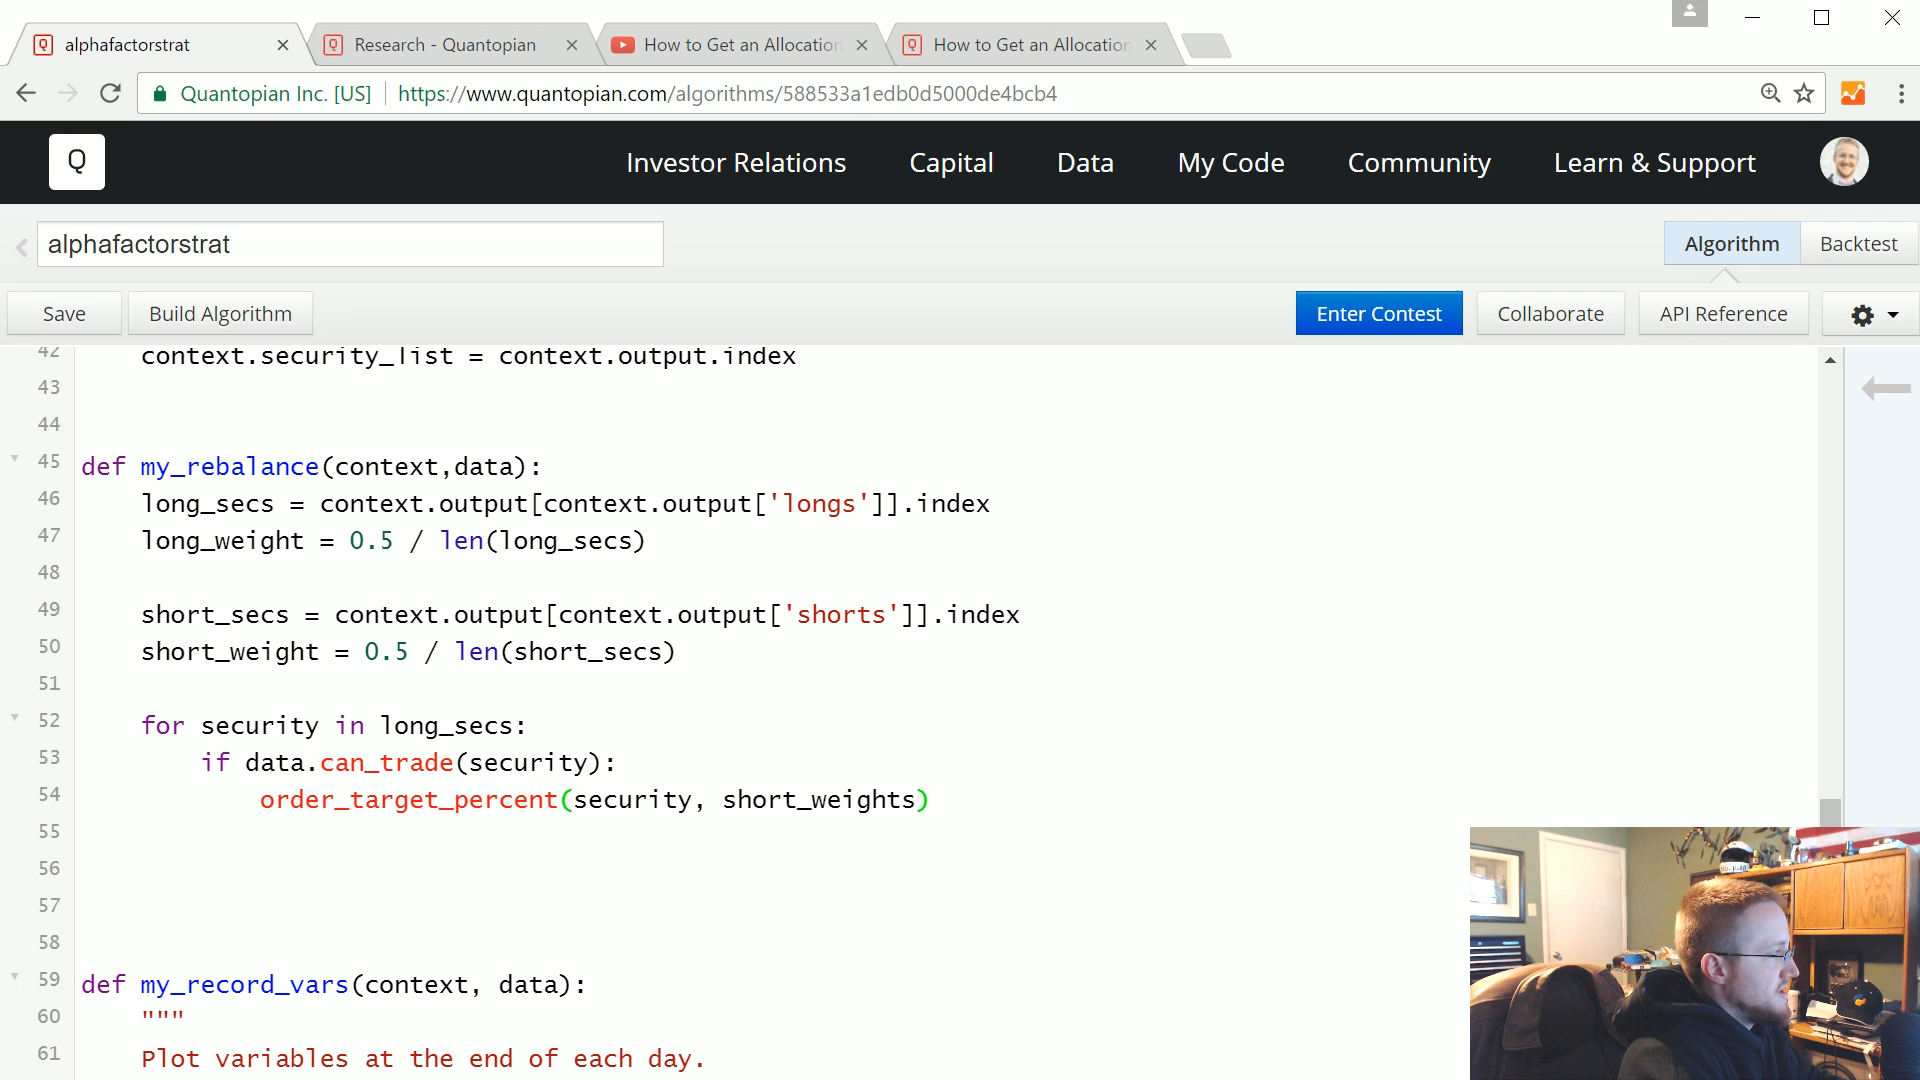 alphafactorstrat
Research - Quantopian
How to Get an Allocation
How to Get an Allocation
Quantopian Inc. [US]
https://www.quantopian.com/algorithms/588533a1edb0d5000de4bcb4
Q
Investor Relations
Capital
Data
My Code
Community
Learn & Support
alphafactorstrat
Algorithm
Backtest
Save
Build Algorithm
Enter Contest
Collaborate
API Reference
42 context.security_list = context.output.index
43
44
45 def my_rebalance(context,data):
46 long_secs = context.output[context.output['longs']].index
47 long_weight = 0.5 / len(long_secs)
48
49 short_secs = context.output[context.output['shorts']].index
50 short_weight = 0.5 / len(short_secs)
51
52 for security in long_secs:
53 if data.can_trade(security):
54 order_target_percent(security, short_weights)
55
56
57
58
59 def my_record_vars(context, data):
60 """
61 Plot variables at the end of each day.